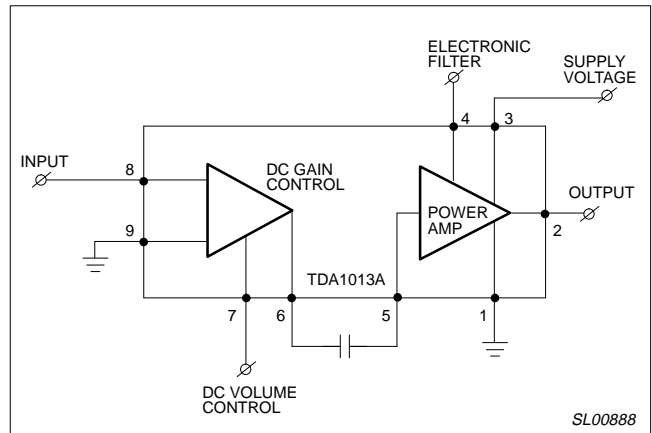 ELECTRONIC
FILTER
SUPPLY
VOLTAGE
4
3
INPUT
8
DC GAIN
CONTROL
9
POWER
AMP
OUTPUT
2
TDA1013A
7
6
5
1
DC VOLUME
CONTROL
SL00888